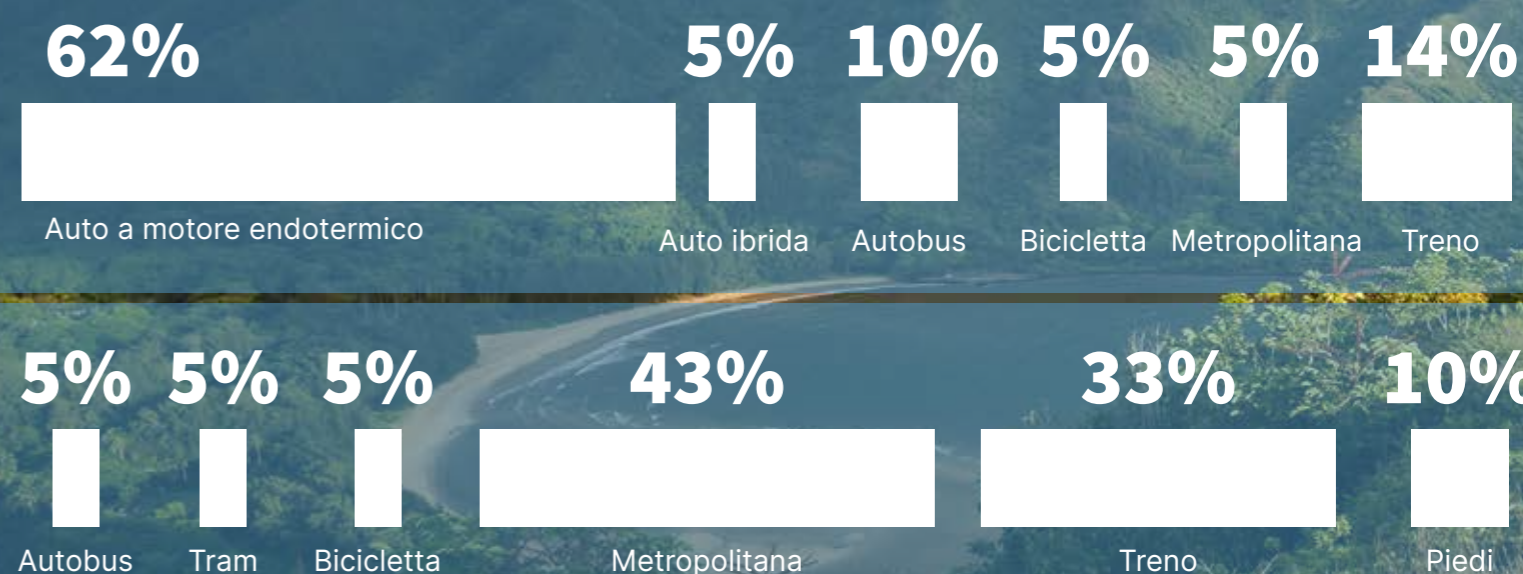 62% 5% 10% 5% 5% 14%
Auto a motore endotermico Auto ibrida Autobus Bicicletta Metropolitana Treno
5% 5% 5% 43% 33% 10%
Autobus Tram Bicicletta Metropolitana Treno Piedi